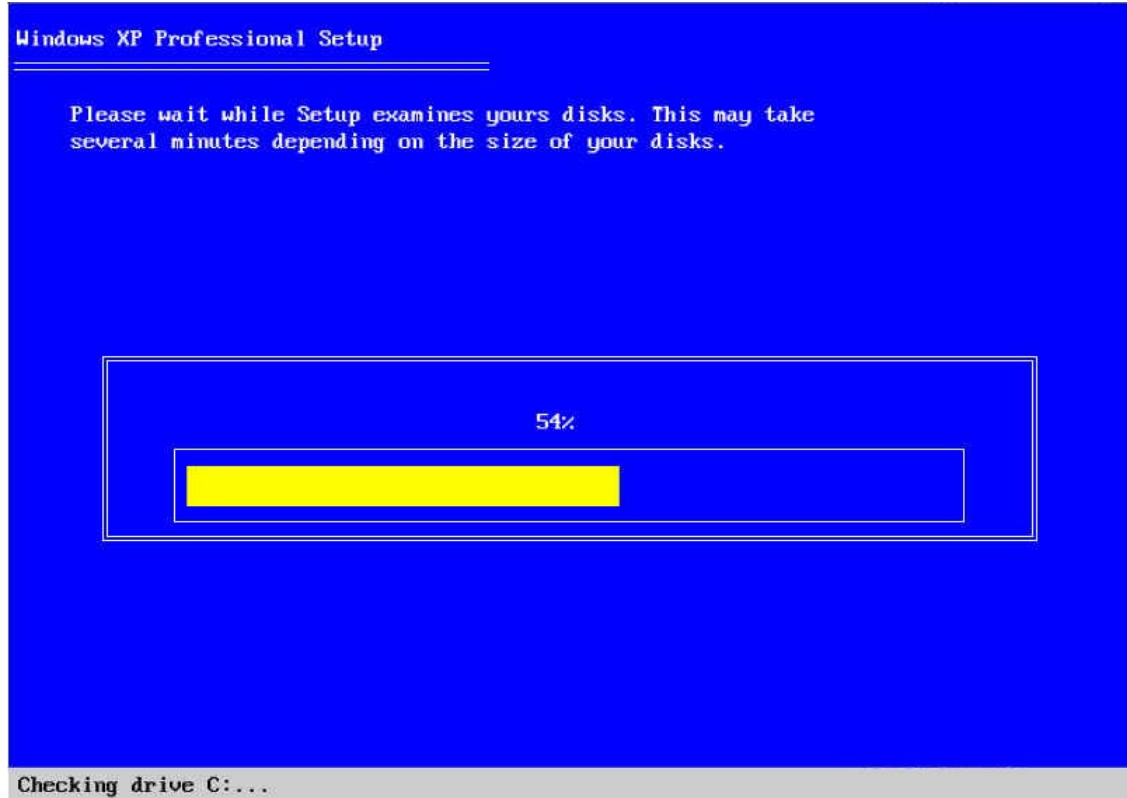 Windows XP Professional Setup
Please wait while Setup examines yours disks. This may take
several minutes depending on the size of your disks.
54%
Checking drive C:...